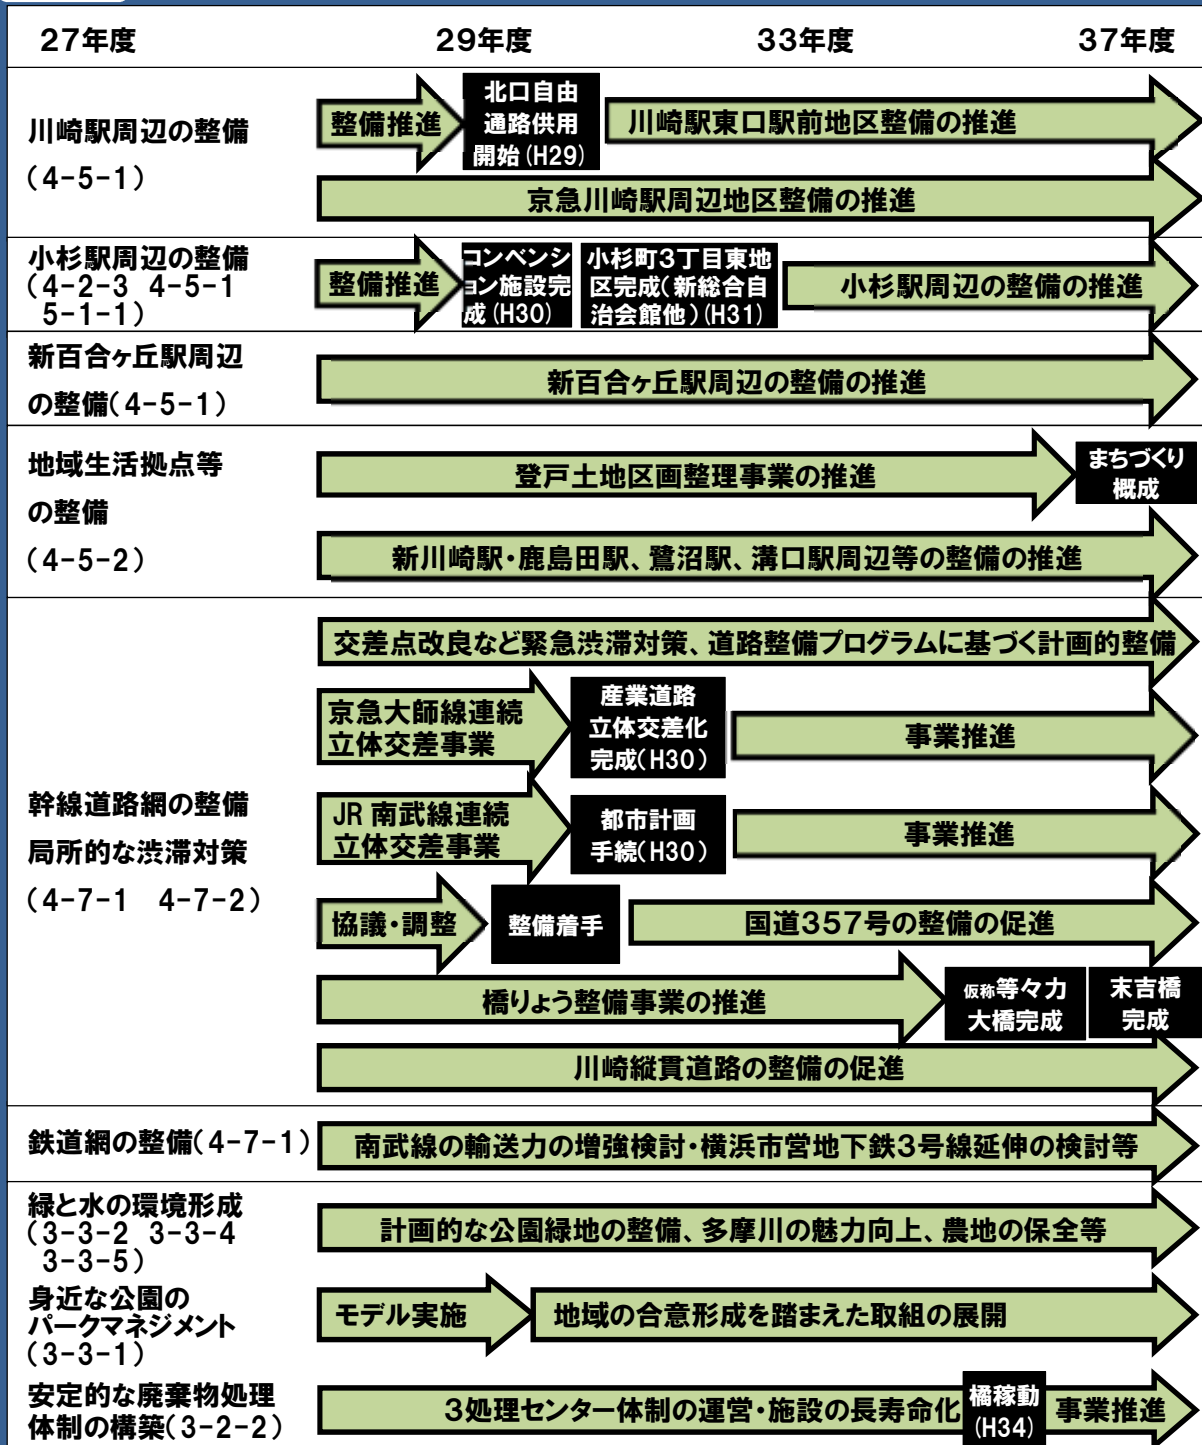 27年度 29年度 33年度 37年度
川崎駅周辺の整備
(4-5-1)
整備推進
北口自由
通路供用
開始(H29)
川崎駅東口駅前地区整備の推進
京急川崎駅周辺地区整備の推進
小杉駅周辺の整備
(4-2-3 4-5-1
5-1-1)
整備推進
コンベンシ
ョン施設完
成(H30)
小杉町3丁目東地
区完成(新総合自
治会館他)(H31)
小杉駅周辺の整備の推進
新百合ヶ丘駅周辺
の整備(4-5-1)
新百合ヶ丘駅周辺の整備の推進
地域生活拠点等
の整備
(4-5-2)
登戸土地区画整理事業の推進
まちづくり
概成
新川崎駅・鹿島田駅、鷺沼駅、溝口駅周辺等の整備の推進
幹線道路網の整備
局所的な渋滞対策
(4-7-1 4-7-2)
交差点改良など緊急渋滞対策、道路整備プログラムに基づく計画的整備
京急大師線連続
立体交差事業
産業道路
立体交差化
完成(H30)
事業推進
JR 南武線連続
立体交差事業
都市計画
手続(H30)
事業推進
協議・調整
整備着手
国道357号の整備の促進
橋りょう整備事業の推進
仮称等々力
大橋完成
末吉橋
完成
川崎縦貫道路の整備の促進
鉄道網の整備(4-7-1)
南武線の輸送力の増強検討・横浜市営地下鉄3号線延伸の検討等
緑と水の環境形成
(3-3-2 3-3-4
3-3-5)
計画的な公園緑地の整備、多摩川の魅力向上、農地の保全等
身近な公園の
パークマネジメント
(3-3-1)
モデル実施
地域の合意形成を踏まえた取組の展開
安定的な廃棄物処理
体制の構築(3-2-2)
3処理センター体制の運営・施設の長寿命化
橘稼動
(H34)
事業推進